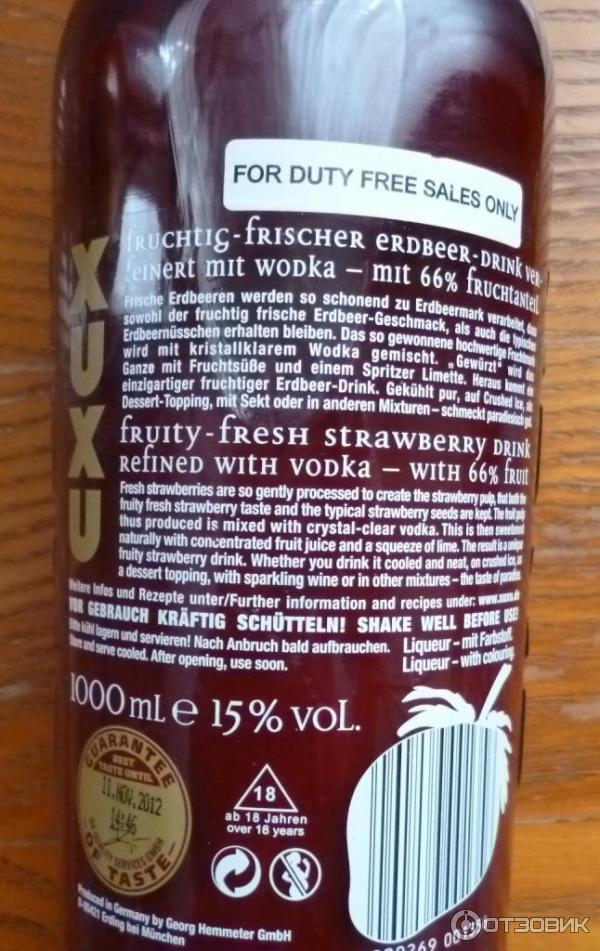 FOR DUTY FREE SALES ONLY
XUXU
FRUCHTIG-FRISCHER ERDBEER-DRINK VER-
FEINERT MIT WODKA – MIT 66% FRUCHTANTEIL
Frische Erdbeeren werden so schonend zu Erdbeermark verarbeitet, dass
sowohl der fruchtig frische Erdbeer-Geschmack, als auch die typischen
Erdbeernüsschen erhalten bleiben. Das so gewonnene hochwertige
wird mit kristallklarem Wodka gemischt. „Gewürzt" wird das
Ganze mit Fruchtsüße und einem Spritzer Limette. Heraus kommt ein
einzigartiger fruchtiger Erdbeer-Drink. Gekühlt pur, auf Crushed Ice, als
Dessert-Topping, mit Sekt oder in anderen Mixturen – schmeckt paradiesisch gut.
FRUITY-FRESH STRAWBERRY DRINK
REFINED WITH VODKA – WITH 66% FRUIT
Fresh strawberries are so gently processed to create the strawberry pulp, that both the
fruity fresh strawberry taste and the typical strawberry seeds are kept. The fruit pulp
thus produced is mixed with crystal-clear vodka. This is then sweetened
naturally with concentrated fruit juice and a squeeze of lime. The result is a unique
fruity strawberry drink. Whether you drink it cooled and neat, on crushed ice, as
a dessert topping, with sparkling wine or in other mixtures – the taste of paradise.
Weitere Infos und Rezepte unter/Further information and recipes under: www.xuxu.de
VOR GEBRAUCH KRÄFTIG SCHÜTTELN! SHAKE WELL BEFORE USE!
Bitte kühl lagern und servieren! Nach Anbruch bald aufbrauchen.
Store and serve cooled. After opening, use soon.
Liqueur – mit Farbstoff.
Liqueur – with colouring.
1000 mL e 15% VOL.
GUARANTEE
BEST
TASTE UNTIL
11.NOV.2012
14:46
QUALITY SERVICES GMBH
OF TASTE
18
ab 18 Jahren
over 18 years
Produced in Germany by Georg Hemmeter GmbH
D-85421 Erding bei München
ОТЗОВИК